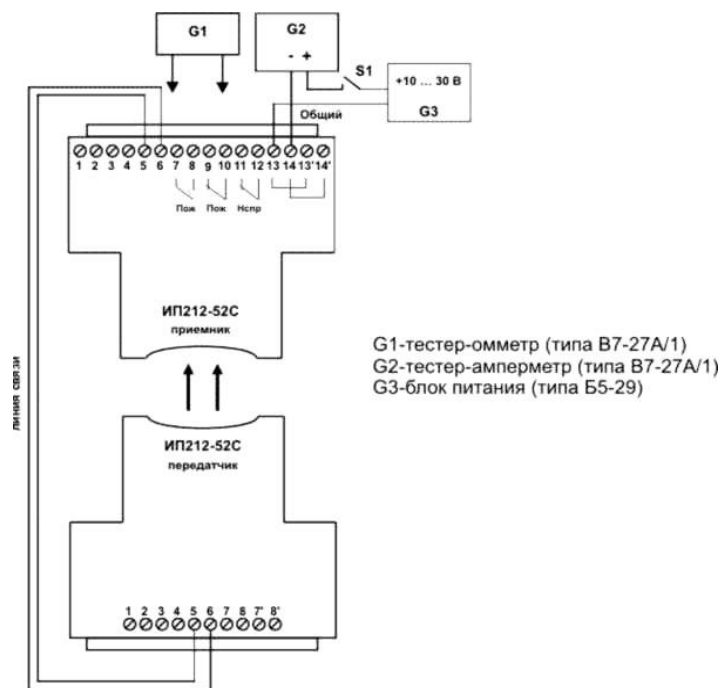 G1
G2
- +
S1
+10 ... 30 В
G3
Общий
1 2 3 4 5 6 7 8 9 10 11 12 13 14 13' 14'
Пож Пож Нспр
ИП212-52С
приемник
G1-тестер-омметр (типа В7-27А/1)
G2-тестер-амперметр (типа В7-27А/1)
G3-блок питания (типа Б5-29)
линия связи
ИП212-52С
передатчик
1 2 3 4 5 6 7 8 7' 8'